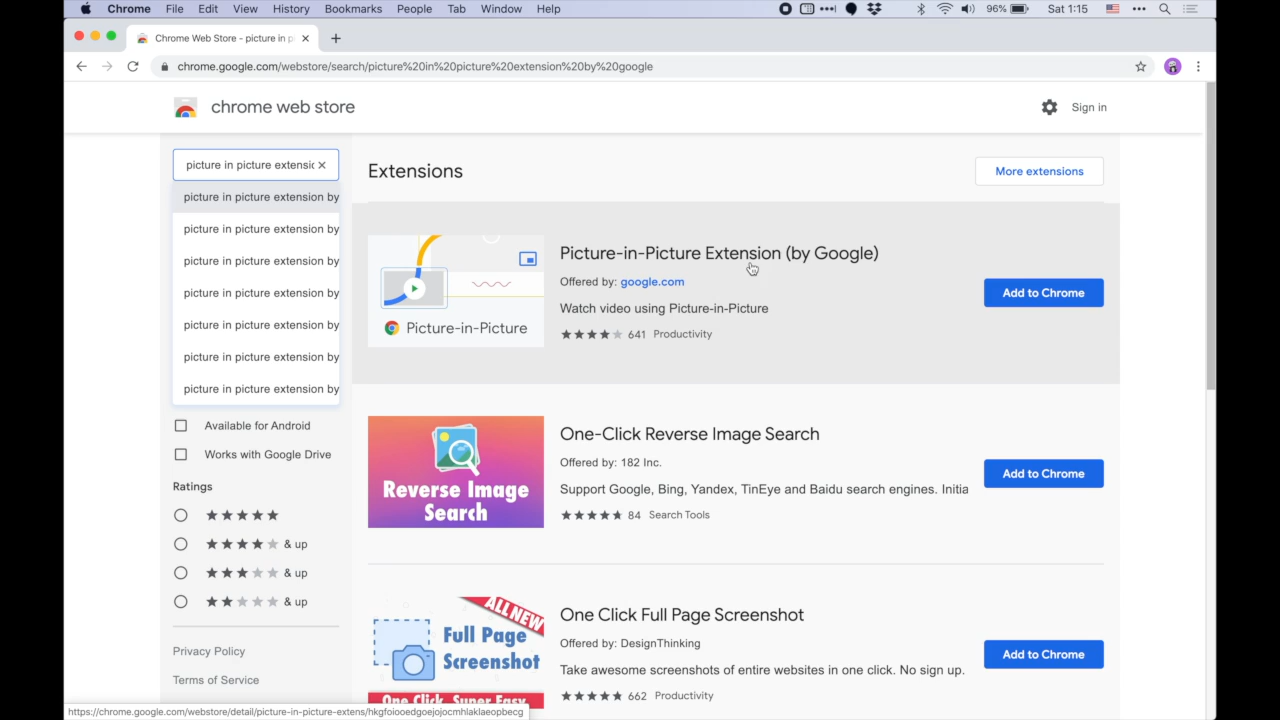 Chrome File Edit View History Bookmarks People Tab Window Help 96% Sat 1:15
Chrome Web Store - picture in p
chrome.google.com/webstore/search/picture%20in%20picture%20extension%20by%20google
chrome web store
Sign in
picture in picture extensic
picture in picture extension by
picture in picture extension by
picture in picture extension by
picture in picture extension by
picture in picture extension by
picture in picture extension by
picture in picture extension by
Available for Android
Works with Google Drive
Ratings
& up
& up
& up
Privacy Policy
Terms of Service
Extensions
More extensions
Picture-in-Picture
Picture-in-Picture Extension (by Google)
Offered by: google.com
Watch video using Picture-in-Picture
641 Productivity
Add to Chrome
Reverse Image
Search
One-Click Reverse Image Search
Offered by: 182 Inc.
Support Google, Bing, Yandex, TinEye and Baidu search engines. Initia
84 Search Tools
Add to Chrome
ALL NEW
Full Page
Screenshot
One Click, Super Easy
One Click Full Page Screenshot
Offered by: DesignThinking
Take awesome screenshots of entire websites in one click. No sign up.
662 Productivity
Add to Chrome
https://chrome.google.com/webstore/detail/picture-in-picture-extens/hkgfoiooedgoejojocmhlaklaeopbecg